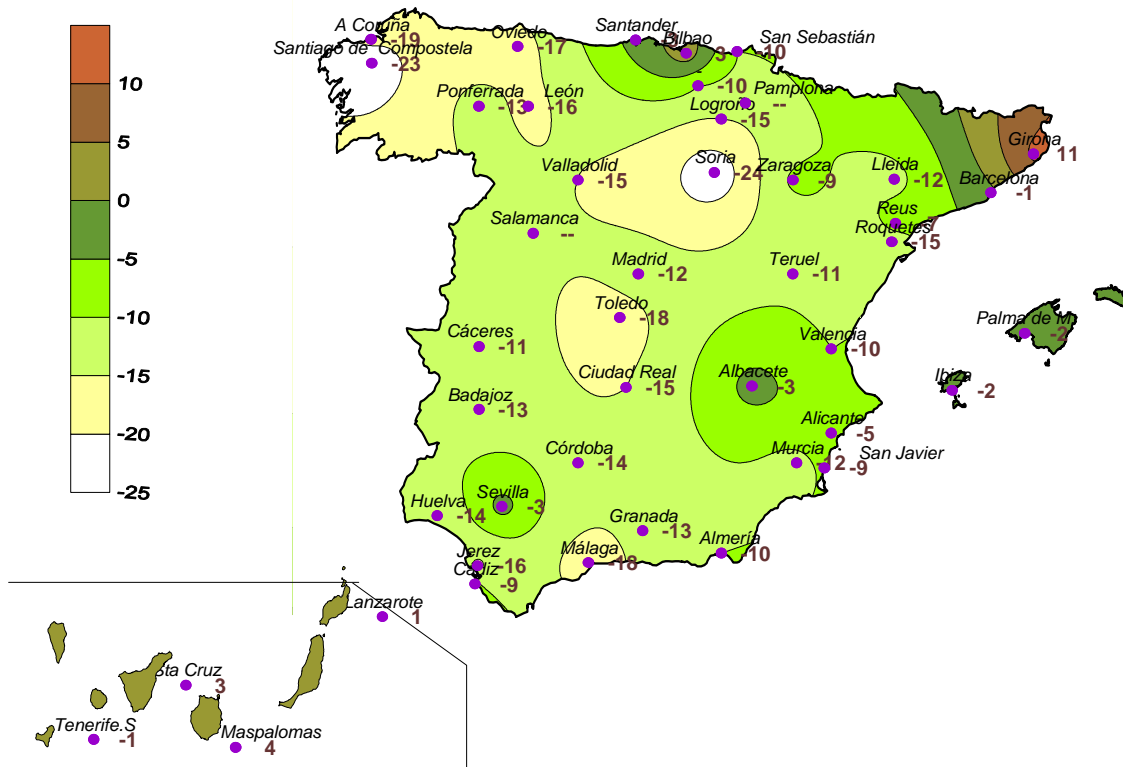 10
5
0
-5
-10
-15
-20
-25
A Coruña
-19
Santiago de Compostela
-23
Oviedo
-17
Santander
Bilbao
3
San Sebastián
-10
-10
Ponferrada
-13
León
-16
Pamplona
--
Logroño
-15
Girona
11
Valladolid
-15
Soria
-24
Zaragoza
-9
Lleida
-12
Barcelona
-1
Reus
-7
Roquetes
-15
Salamanca
--
Madrid
-12
Teruel
-11
Toledo
-18
Palma de M.
-2
Cáceres
-11
Valencia
-10
Ciudad Real
-15
Albacete
-3
Ibiza
-2
Badajoz
-13
Alicante
-5
Córdoba
-14
Murcia
-12
San Javier
-9
Huelva
-14
Sevilla
-3
Granada
-13
Almería
-10
Jerez
-16
Cádiz
-9
Málaga
-18
Lanzarote
1
Sta Cruz
3
Tenerife.S
-1
Maspalomas
4